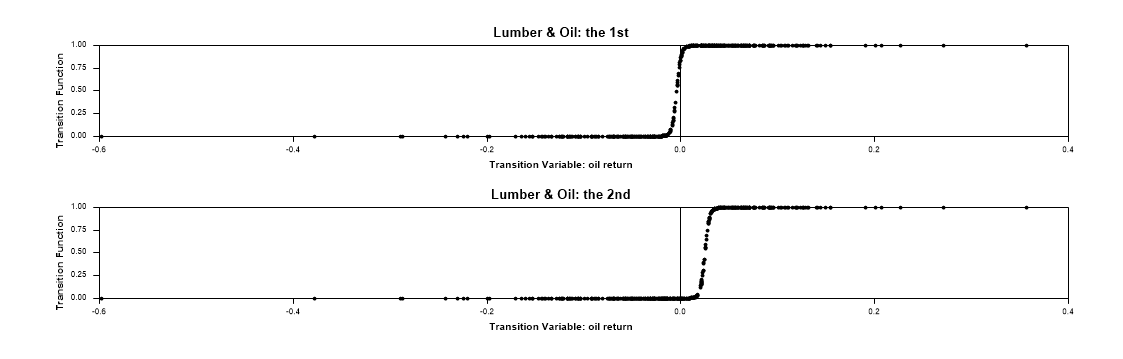 Lumber & Oil: the 1st
Transition Function
1.00
0.75
0.50
0.25
0.00
-0.6 -0.4 -0.2 0.0 0.2 0.4
Transition Variable: oil return
Lumber & Oil: the 2nd
Transition Function
1.00
0.75
0.50
0.25
0.00
-0.6 -0.4 -0.2 0.0 0.2 0.4
Transition Variable: oil return